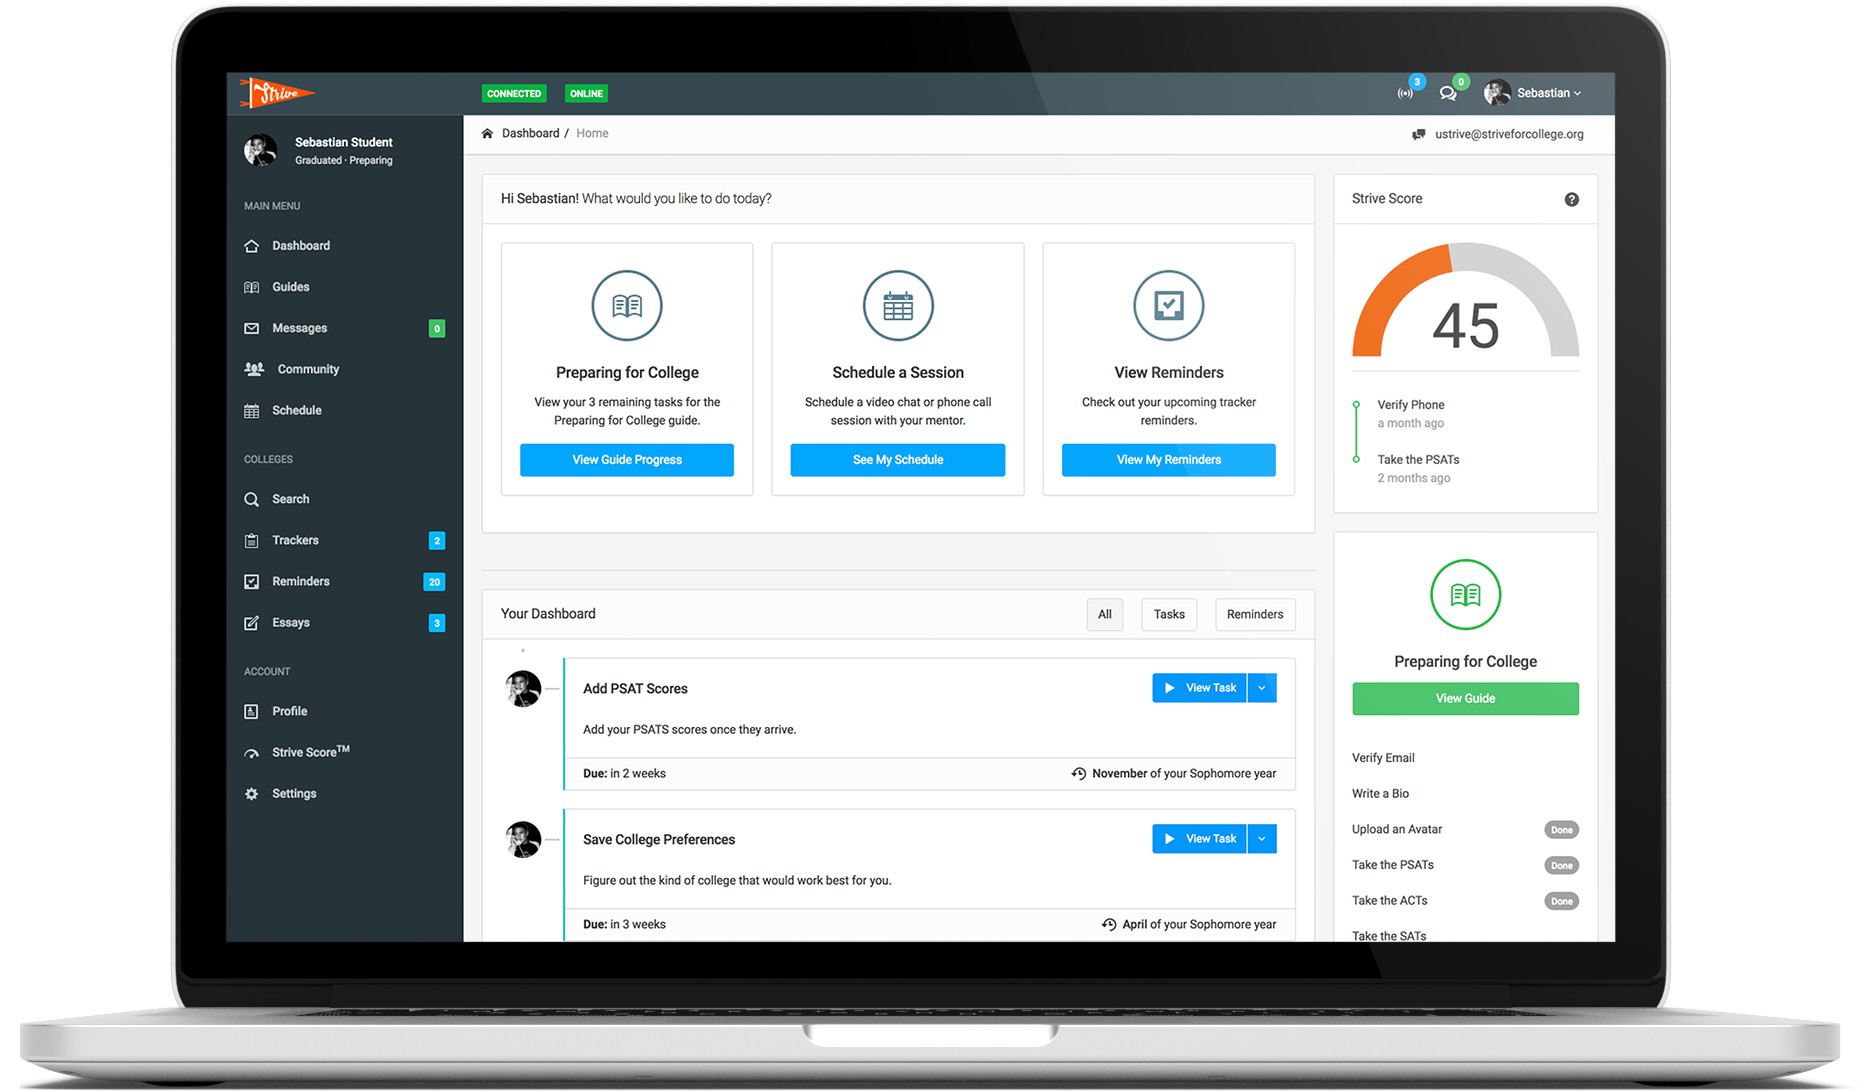 Strive
CONNECTED
ONLINE
3
0
Sebastian
Sebastian Student
Graduated · Preparing
MAIN MENU
Dashboard
Guides
Messages
0
Community
Schedule
COLLEGES
Search
Trackers
2
Reminders
20
Essays
3
ACCOUNT
Profile
Strive Score™
Settings
Dashboard / Home
ustrive@striveforcollege.org
Hi Sebastian! What would you like to do today?
Preparing for College
View your 3 remaining tasks for the
Preparing for College guide.
View Guide Progress
Schedule a Session
Schedule a video chat or phone call
session with your mentor.
See My Schedule
View Reminders
Check out your upcoming tracker
reminders.
View My Reminders
Your Dashboard
All
Tasks
Reminders
Add PSAT Scores
View Task
Add your PSATS scores once they arrive.
Due: in 2 weeks
November of your Sophomore year
Save College Preferences
View Task
Figure out the kind of college that would work best for you.
Due: in 3 weeks
April of your Sophomore year
Strive Score
?
45
Verify Phone
a month ago
Take the PSATs
2 months ago
Preparing for College
View Guide
Verify Email
Write a Bio
Upload an Avatar
Done
Take the PSATs
Done
Take the ACTs
Done
Take the SATs